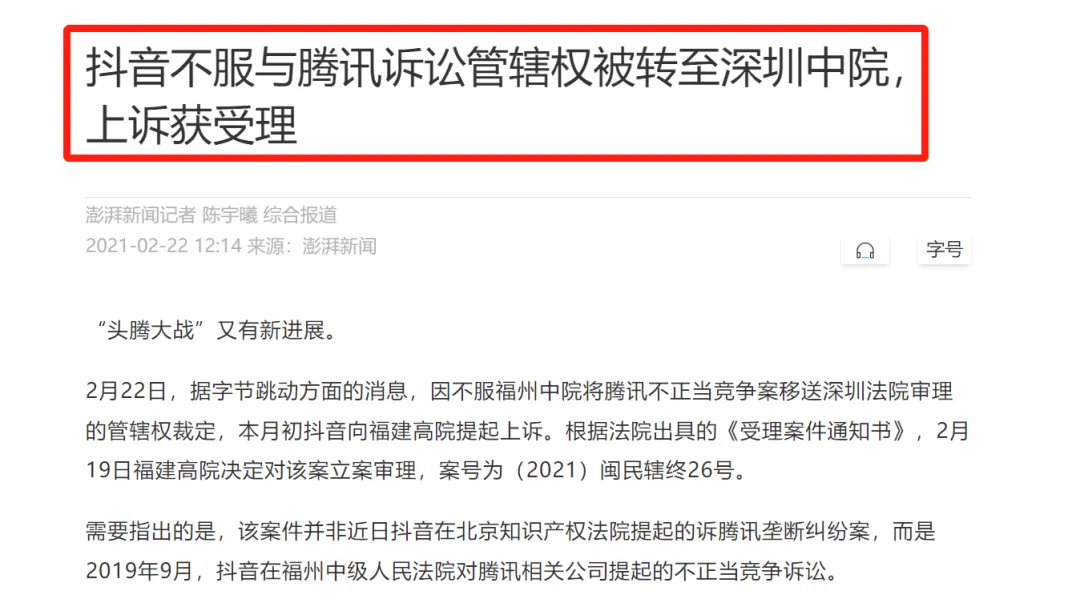 抖音不服与腾讯诉讼管辖权被转至深圳中院，
上诉获受理
澎湃新闻记者 陈宇曦 综合报道
2021-02-22 12:14 来源：澎湃新闻
字号
“头腾大战”又有新进展。
2月22日，据字节跳动方面的消息，因不服福州中院将腾讯不正当竞争案移送深圳法院审理
的管辖权裁定，本月初抖音向福建高院提起上诉。根据法院出具的《受理案件通知书》，2月
19日福建高院决定对该案立案审理，案号为（2021）闽民辖终26号。
需要指出的是，该案件并非近日抖音在北京知识产权法院提起的诉腾讯垄断纠纷案，而是
2019年9月，抖音在福州中级人民法院对腾讯相关公司提起的不正当竞争诉讼。